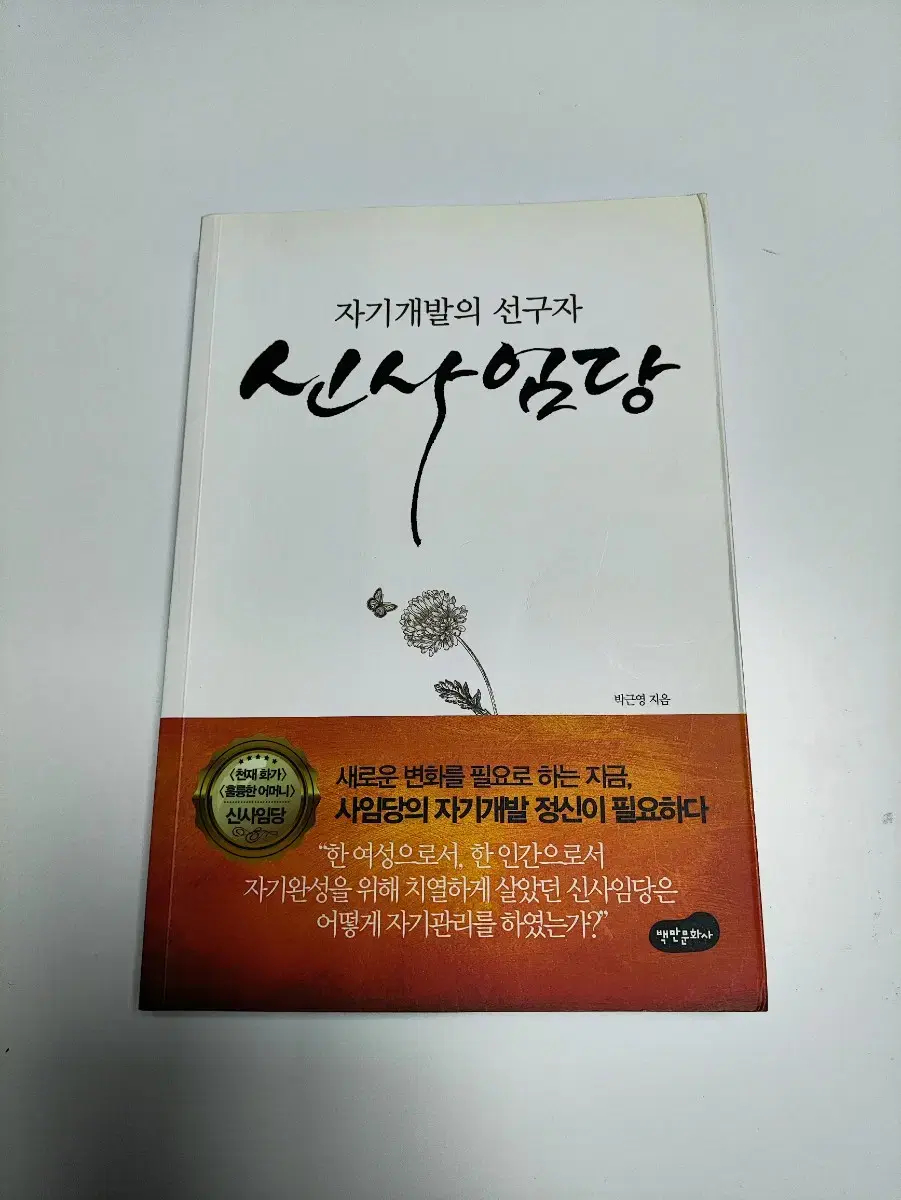 자기개발의 선구자
신사임당
박근영 지음
<천재 화가>
<훌륭한 어머니>
신사임당
새로운 변화를 필요로 하는 지금,
사임당의 자기개발 정신이 필요하다
“한 여성으로서, 한 인간으로서
자기완성을 위해 치열하게 살았던 신사임당은
어떻게 자기관리를 하였는가?”
백만문화사